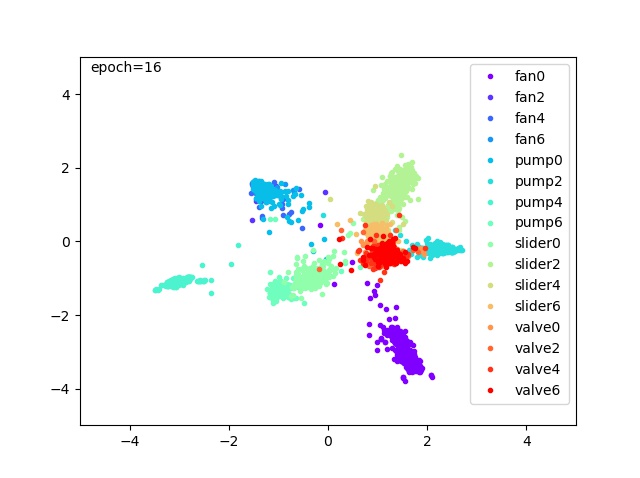 epoch=16
4
2
0
−2
−4
−4
−2
0
2
4
fan0
fan2
fan4
fan6
pump0
pump2
pump4
pump6
slider0
slider2
slider4
slider6
valve0
valve2
valve4
valve6